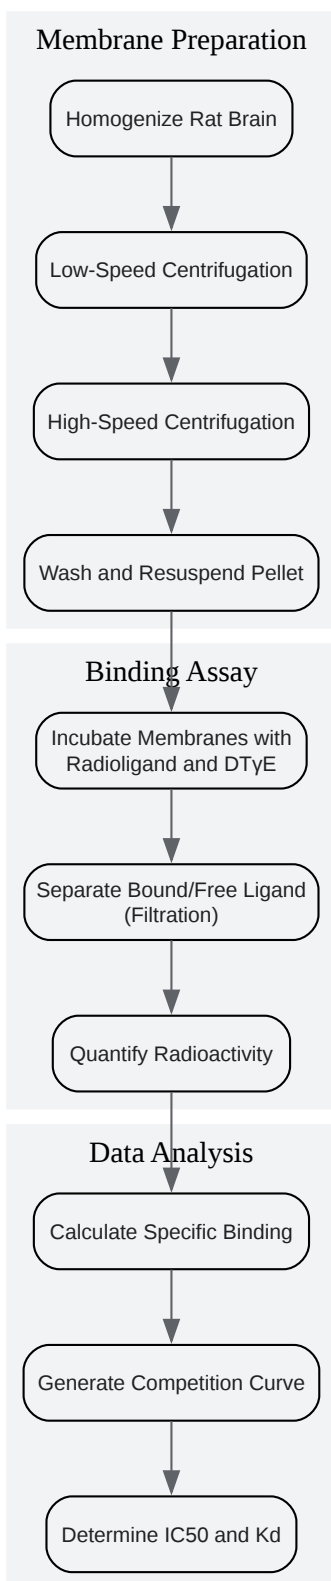 Membrane Preparation
Homogenize Rat Brain
Low-Speed Centrifugation
High-Speed Centrifugation
Wash and Resuspend Pellet
Binding Assay
Incubate Membranes with
Radioligand and DTγE
Separate Bound/Free Ligand
(Filtration)
Quantify Radioactivity
Data Analysis
Calculate Specific Binding
Generate Competition Curve
Determine IC50 and Kd